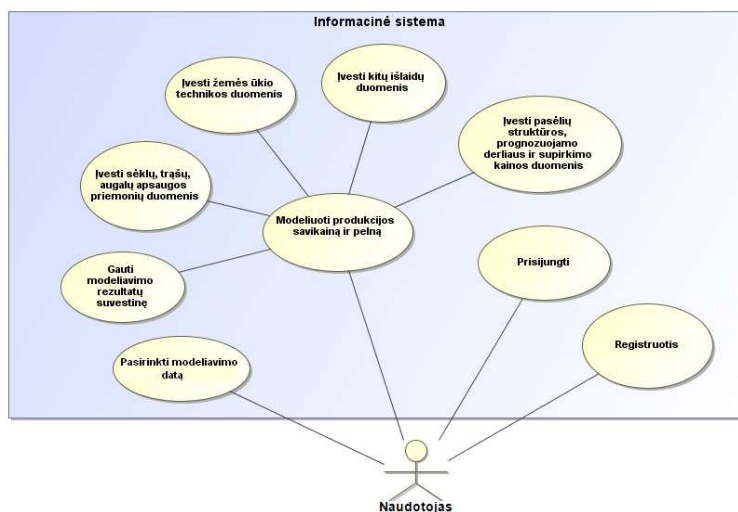 Informacinė sistema
Įvesti žemės ūkio
technikos duomenis
Įvesti kitų išlaidų
duomenis
Įvesti pasėlių
struktūros,
prognozuojamo
derliaus ir supirkimo
kainos duomenis
Įvesti sėklų, trąšų,
augalų apsaugos
priemonių duomenis
Modeliuoti produkcijos
savikainą ir pelną
Gauti
modeliavimo
rezultatų
suvestinę
Prisijungti
Registruotis
Pasirinkti modeliavimo
datą
Naudotojas